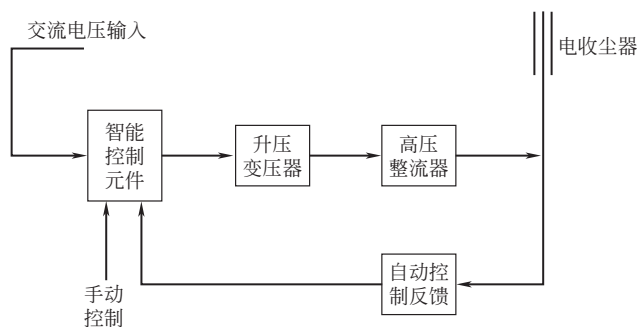 交流电压输入
电收尘器
智能
控制
元件
升压
变压器
高压
整流器
自动控
制反馈
手动
控制